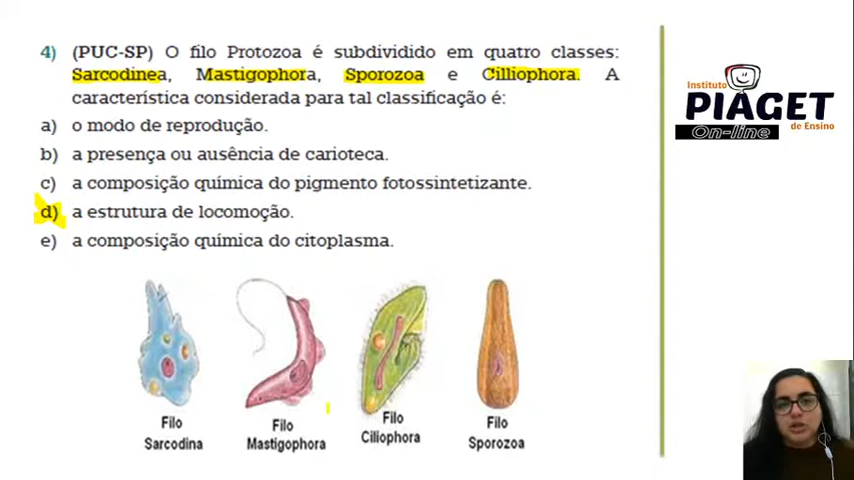 4) (PUC-SP) O filo Protozoa é subdividido em quatro classes:
Sarcodinea, Mastigophora, Sporozoa e Cilliophora. A
característica considerada para tal classificação é:
a) o modo de reprodução.
b) a presença ou ausência de carioteca.
c) a composição química do pigmento fotossintetizante.
d) a estrutura de locomoção.
e) a composição química do citoplasma.
Filo
Sarcodina
Filo
Mastigophora
Filo
Ciliophora
Filo
Sporozoa
Instituto
PIAGET
On-line
de Ensino